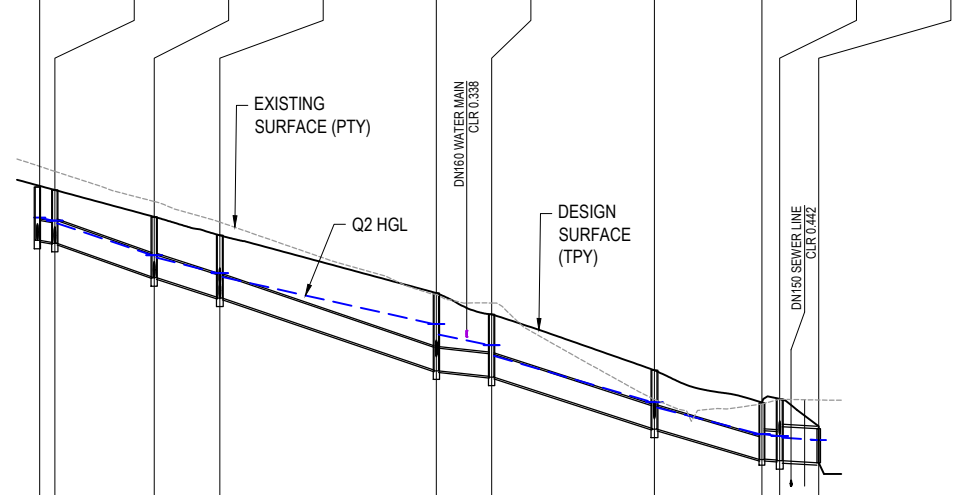 EXISTING
SURFACE (PTY)
Q2 HGL
DN160 WATER MAIN
CLR 0.338
DESIGN
SURFACE
(TPY)
DN150 SEWER LINE
CLR 0.442